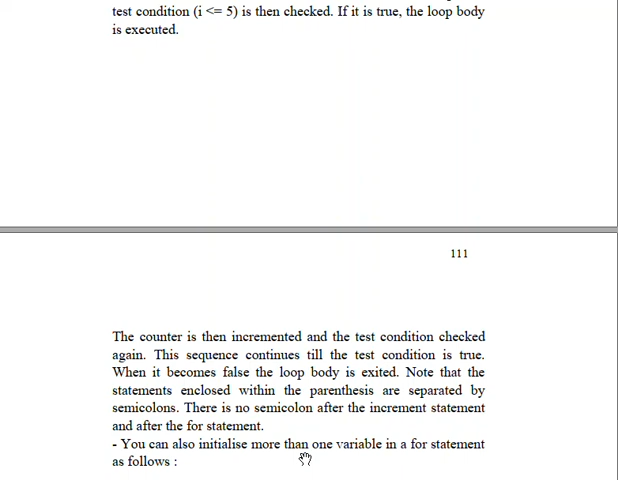 test condition (i <= 5) is then checked. If it is true, the loop body
is executed.
111
The counter is then incremented and the test condition checked
again. This sequence continues till the test condition is true.
When it becomes false the loop body is exited. Note that the
statements enclosed within the parenthesis are separated by
semicolons. There is no semicolon after the increment statement
and after the for statement.
- You can also initialise more than one variable in a for statement
as follows :